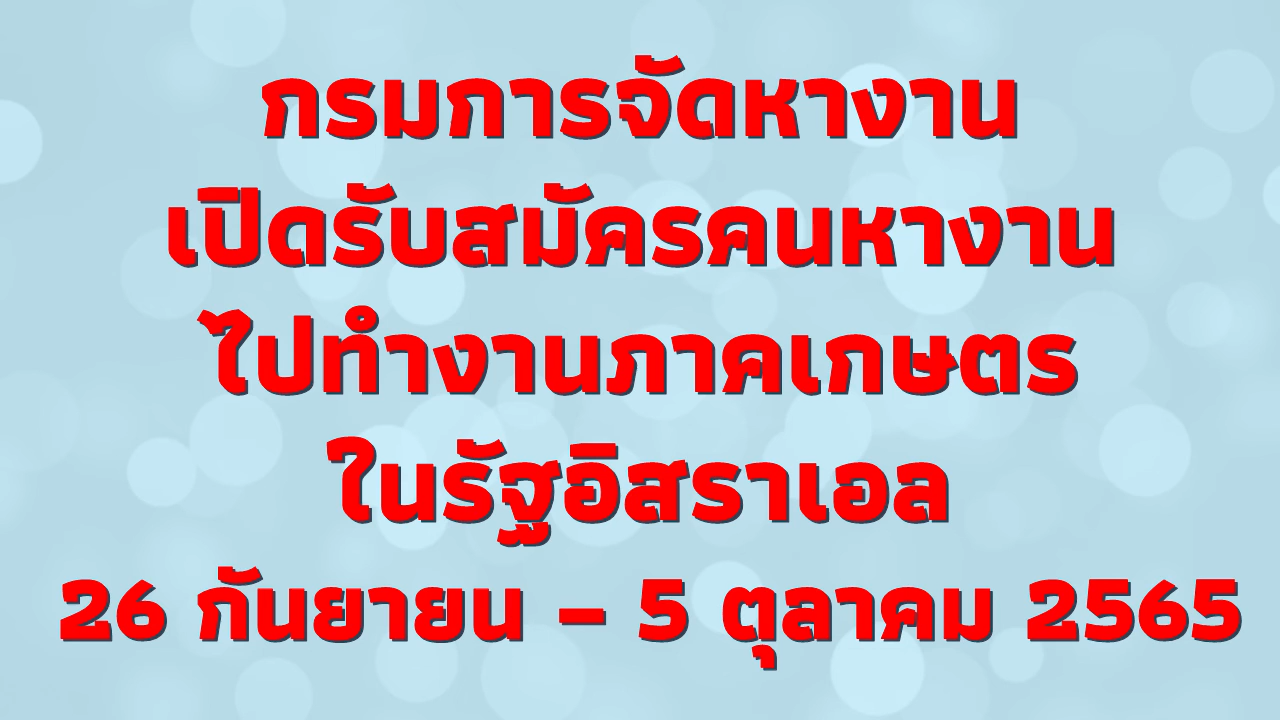 กรมการจัดหางาน
เปิดรับสมัครคนหางาน
ไปทำงานภาคเกษตร
ในรัฐอิสราเอล
26 กันยายน – 5 ตุลาคม 2565